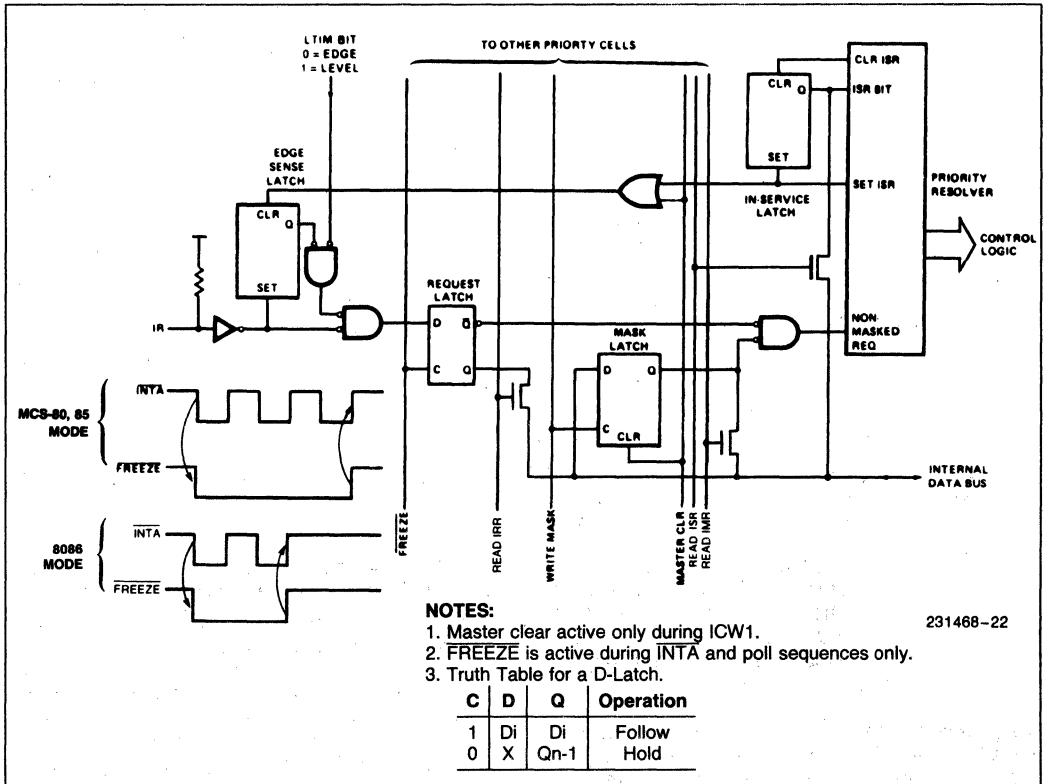 LTIM BIT
0 = EDGE
1 = LEVEL
TO OTHER PRIORTY CELLS
CLR ISR
CLR
Q
ISR BIT
EDGE
SENSE
LATCH
SET
SET ISR
PRIORITY
RESOLVER
IN-SERVICE
LATCH
CLR
Q
CONTROL
LOGIC
SET
REQUEST
LATCH
IR
D
Q
MASK
LATCH
NON-
MASKED
REQ
C
Q
D
Q
INTA
MCS-80, 85
MODE
C
CLR
FREEZE
INTERNAL
DATA BUS
INTA
8086
MODE
FREEZE
FREEZE
READ IRR
WRITE MASK
MASTER CLR
READ ISR
READ IMR
NOTES:
231468-22
1. Master clear active only during ICW1.
2. FREEZE is active during INTA and poll sequences only.
3. Truth Table for a D-Latch.
C D Q Operation
1 Di Di Follow
0 X Qn-1 Hold